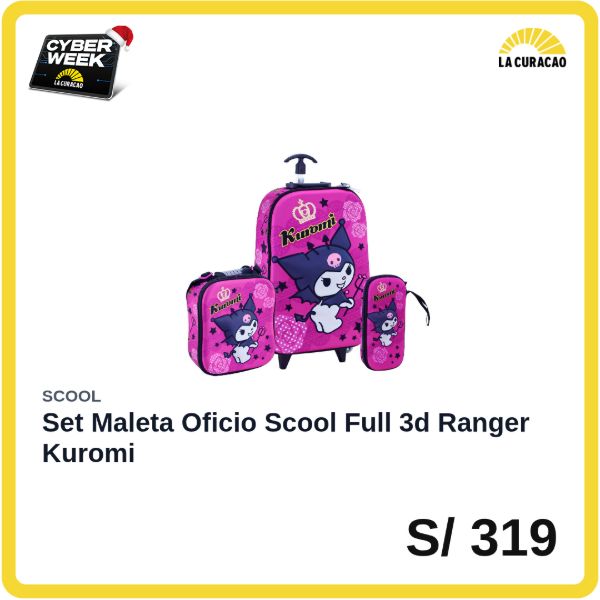 CYBER
WEEK
LA CURACAO
LA CURACAO
Kuromi
Kuromi
Kuromi
SCOOL
Set Maleta Oficio Scool Full 3d Ranger
Kuromi
S/ 319